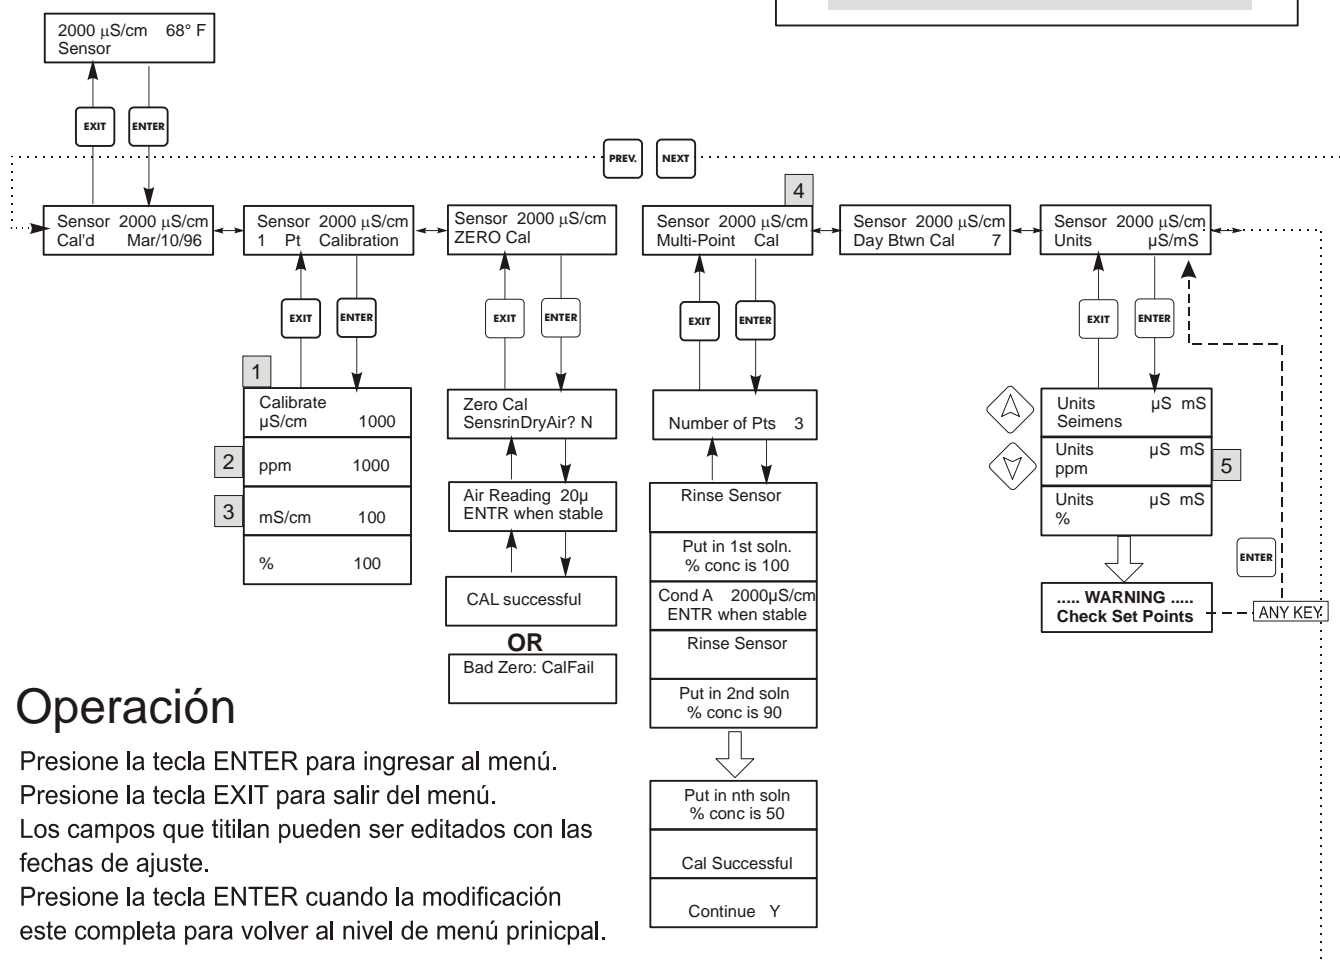 2000 µS/cm 68° F
Sensor
EXIT
ENTER
PREV.
NEXT
Sensor 2000 µS/cm
Cal'd Mar/10/96
Sensor 2000 µS/cm
1 Pt Calibration
Sensor 2000 µS/cm
ZERO Cal
4
Sensor 2000 µS/cm
Multi-Point Cal
Sensor 2000 µS/cm
Day Btwn Cal 7
Sensor 2000 µS/cm
Units µS/mS
EXIT
ENTER
EXIT
ENTER
EXIT
ENTER
EXIT
ENTER
1
Calibrate
µS/cm 1000
2
ppm 1000
3
mS/cm 100
% 100
Zero Cal
SensrinDryAir? N
Air Reading 20µ
ENTR when stable
CAL successful
OR
Bad Zero: CalFail
Number of Pts 3
Rinse Sensor
Put in 1st soln.
% conc is 100
Cond A 2000µS/cm
ENTR when stable
Rinse Sensor
Put in 2nd soln
% conc is 90
Put in nth soln
% conc is 50
Cal Successful
Continue Y
Units µS mS
Seimens
Units µS mS
ppm
5
Units µS mS
%
ENTER
..... WARNING .....
Check Set Points
ANY KEY
Operación
Presione la tecla ENTER para ingresar al menú.
Presione la tecla EXIT para salir del menú.
Los campos que titilan pueden ser editados con las
fechas de ajuste.
Presione la tecla ENTER cuando la modificación
este completa para volver al nivel de menú prinicpal.